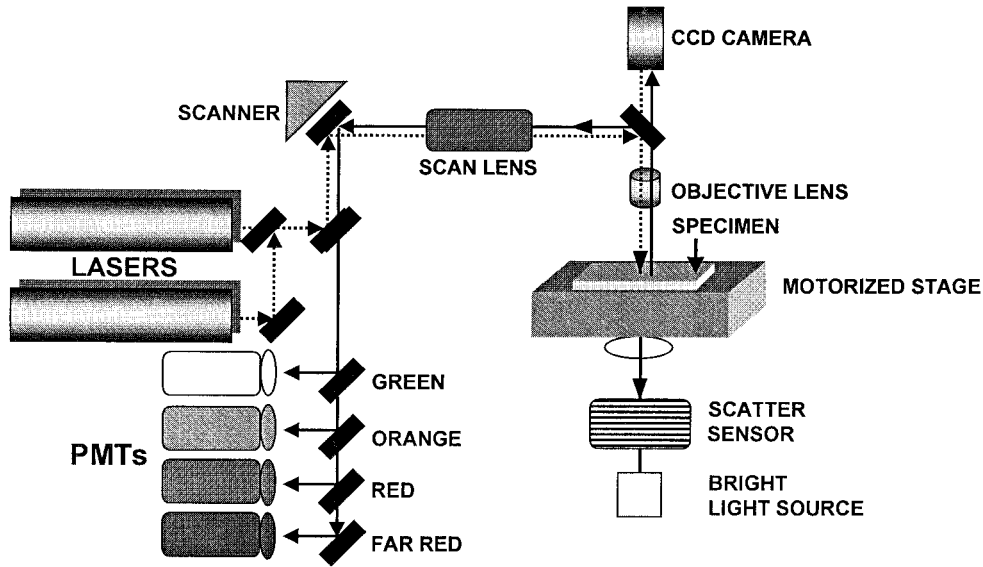 CCD CAMERA
SCANNER
SCAN LENS
OBJECTIVE LENS
SPECIMEN
LASERS
MOTORIZED STAGE
GREEN
ORANGE
PMTs
RED
FAR RED
SCATTER
SENSOR
BRIGHT
LIGHT SOURCE